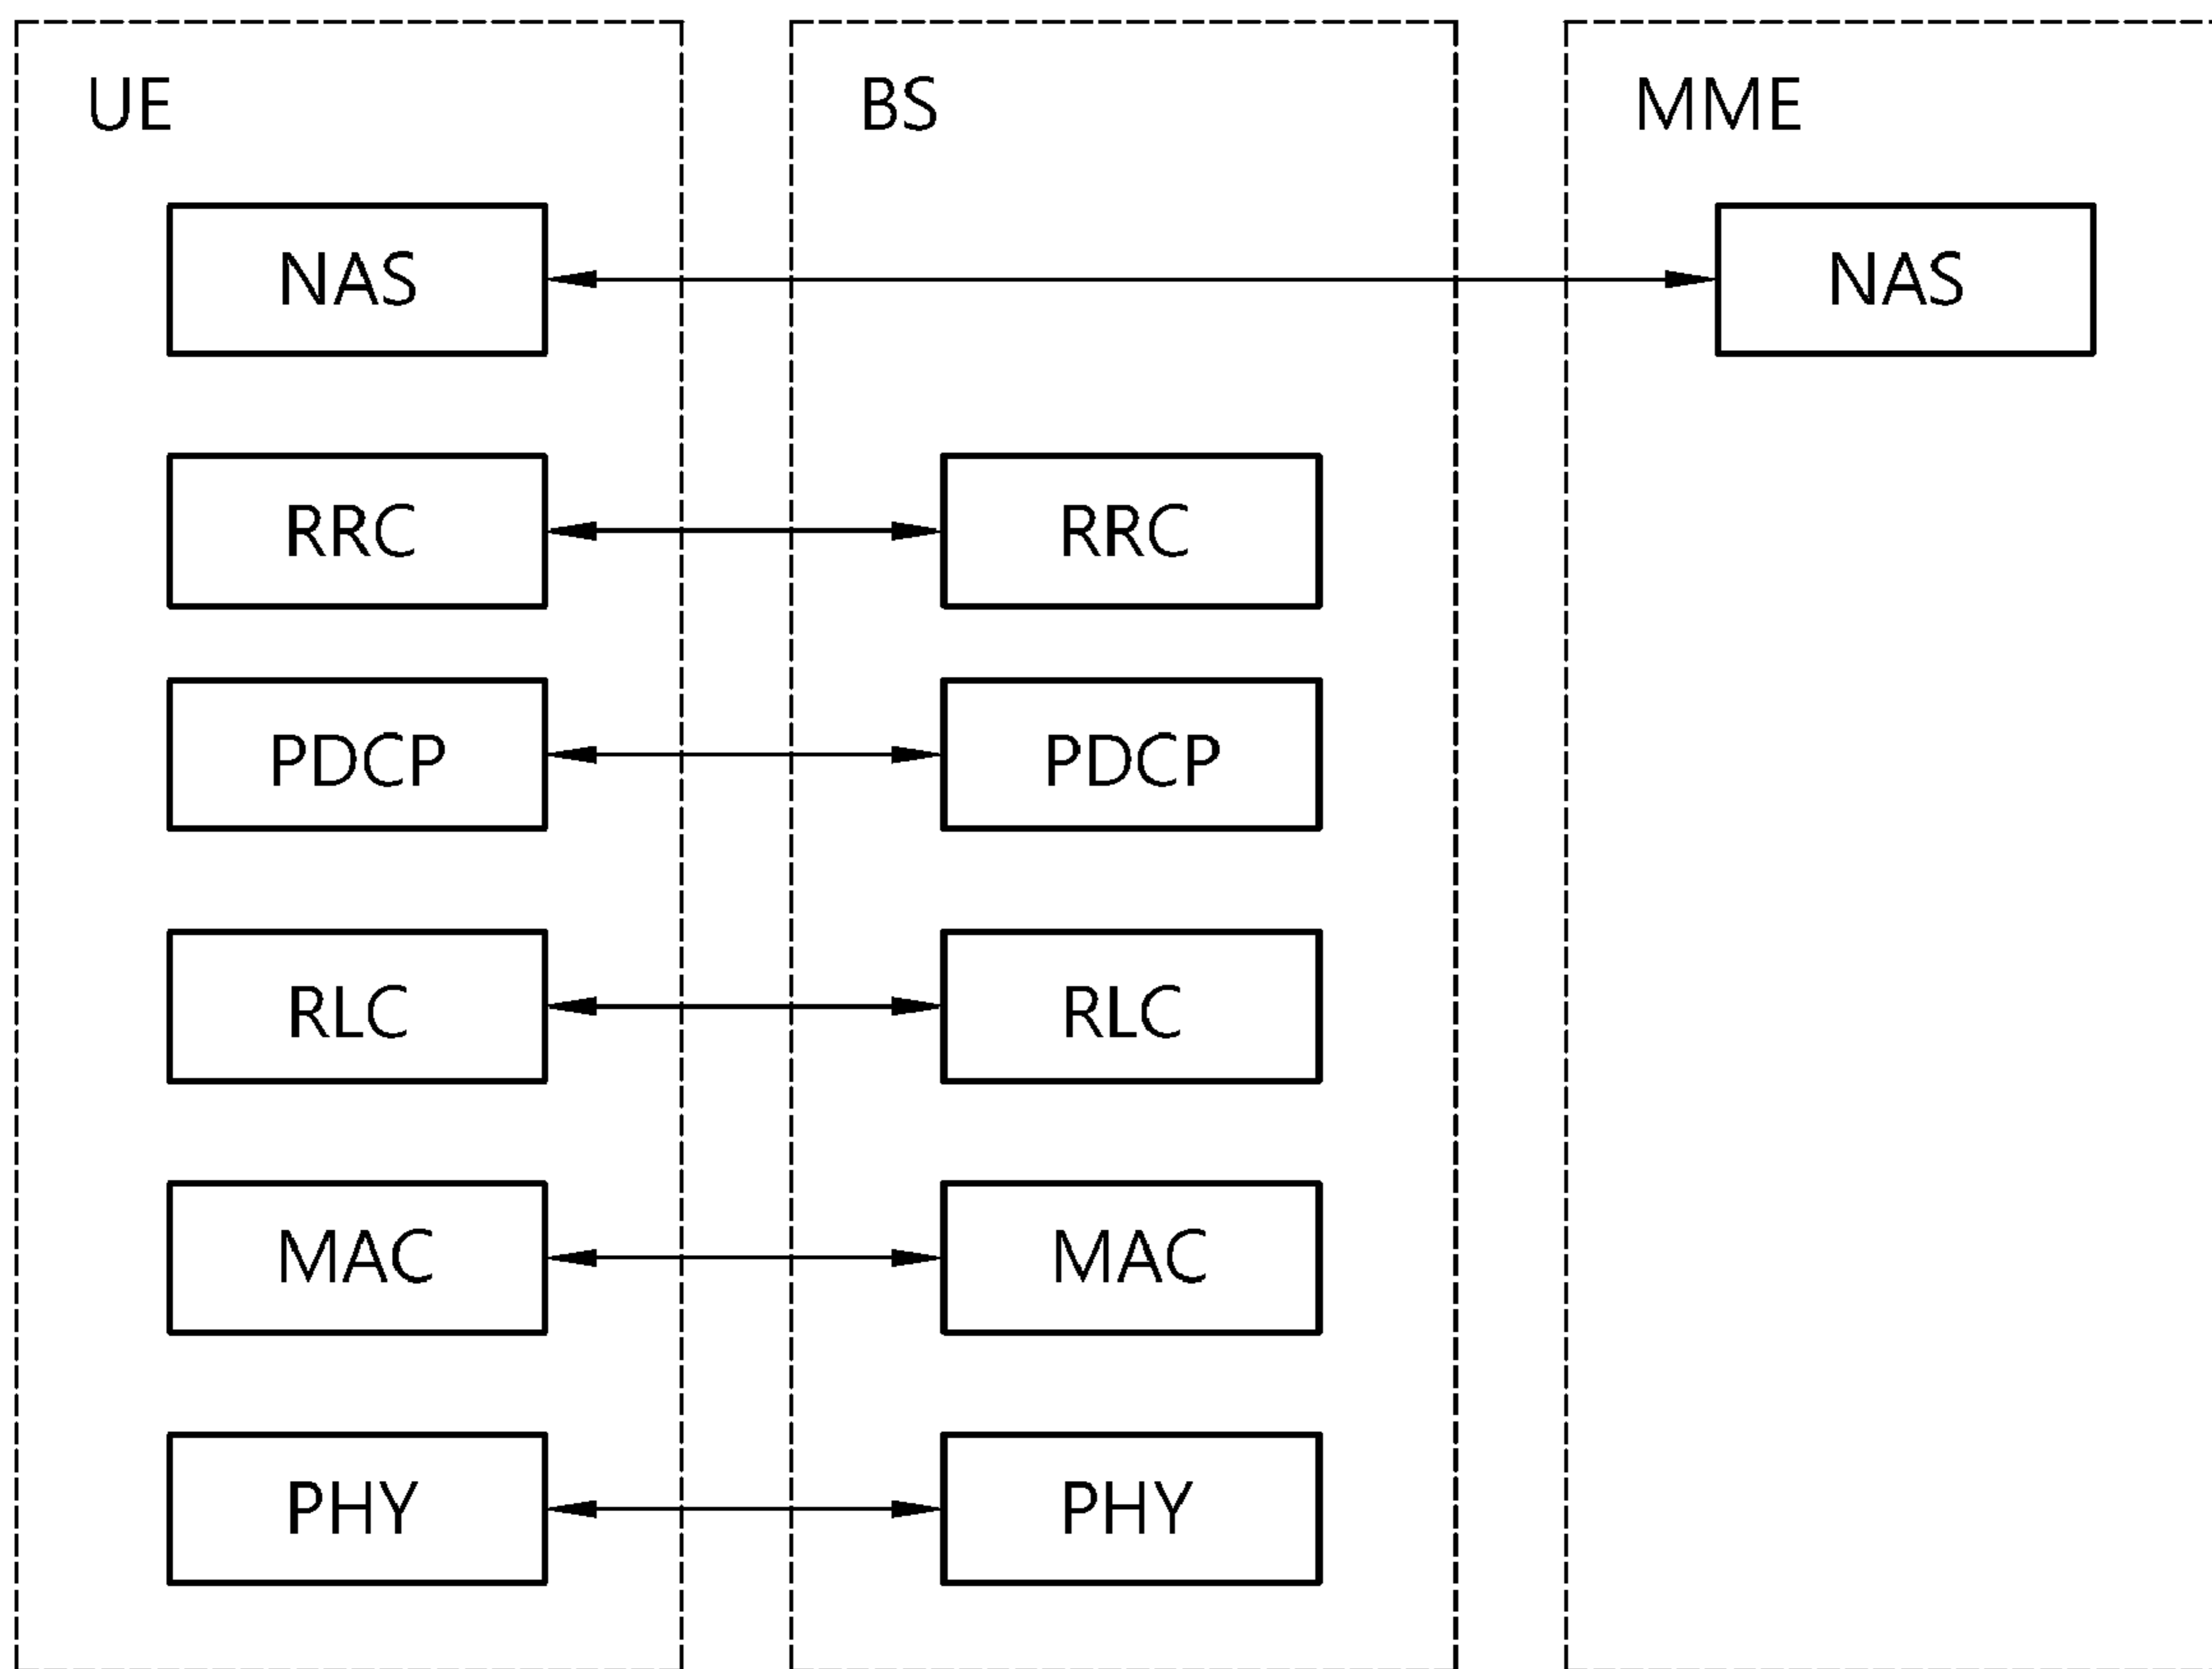 UE BS MME
NAS NAS
RRC RRC
PDCP PDCP
RLC RLC
MAC MAC
PHY PHY